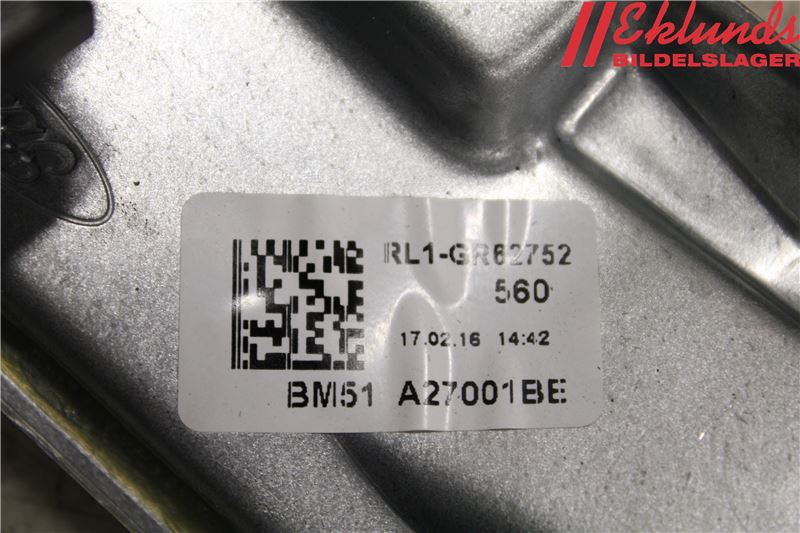 Eklunds
BILDELSLAGER
RL1-GR62752
560
17.02.16 14:42
BM51 A27001BE